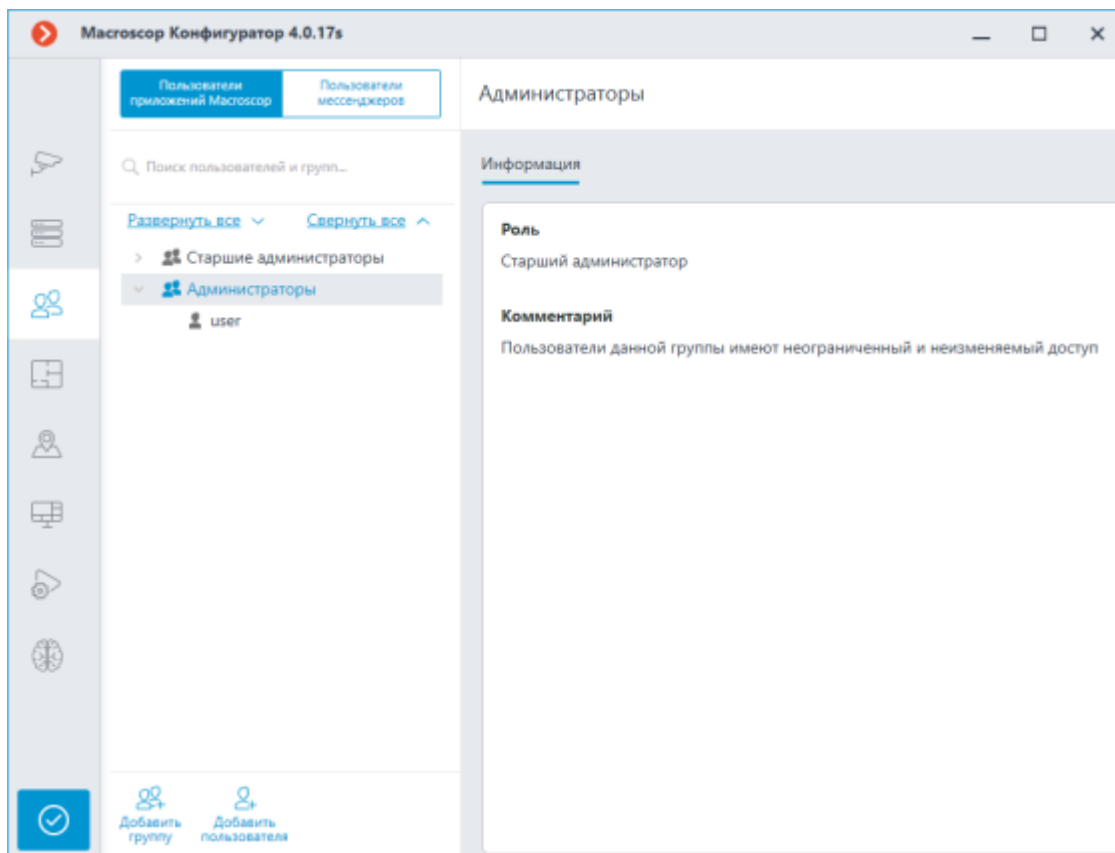 Macroscop Конфигуратор 4.0.17s
Пользователи
приложений Macroscop
Пользователи
мессенджеров
Администраторы
Поиск пользователей и групп...
Информация
Развернуть все
Свернуть все
Старшие администраторы
Администраторы
user
Роль
Старший администратор
Комментарий
Пользователи данной группы имеют неограниченный и неизменяемый доступ
Добавить
группу
Добавить
пользователя